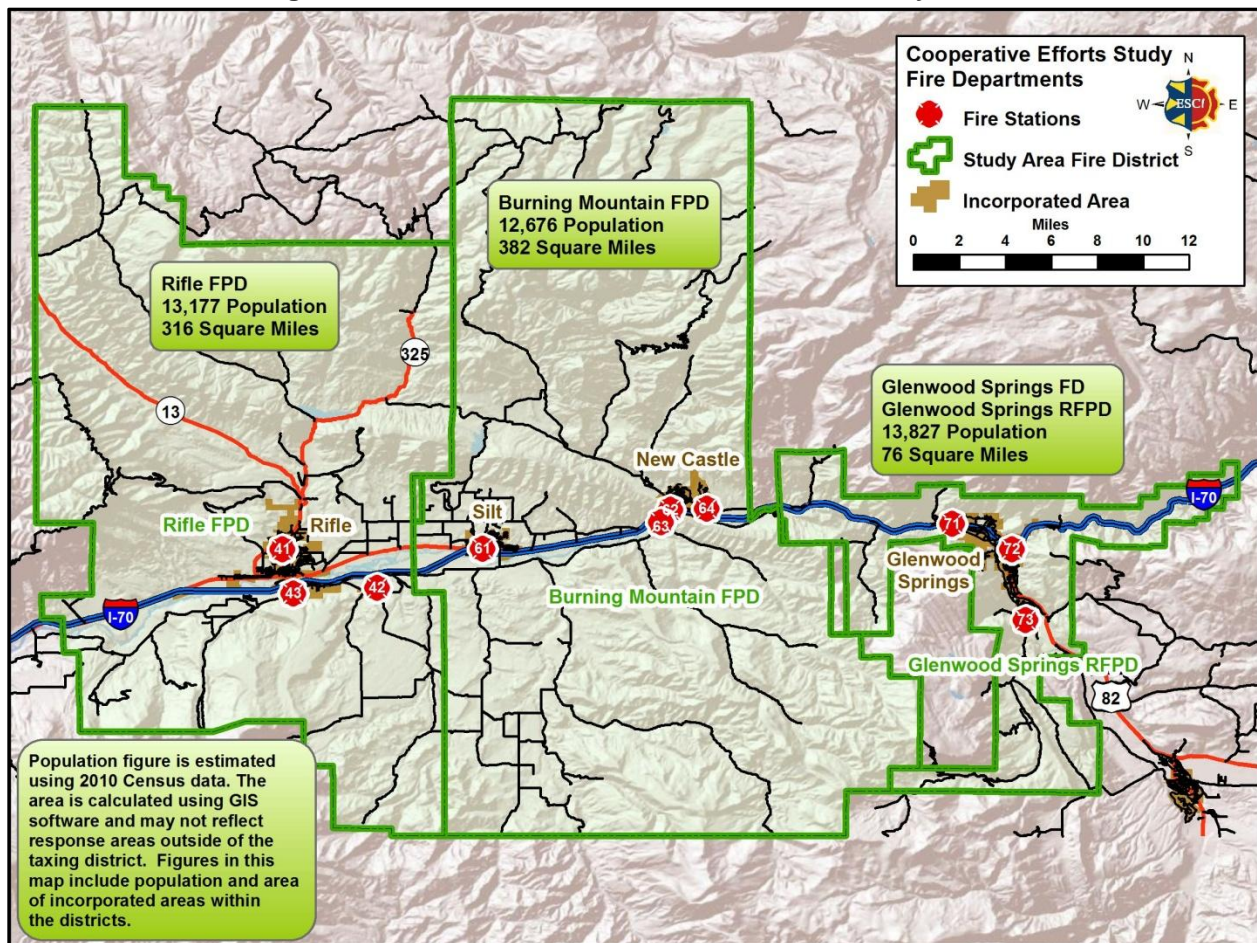 Cooperative Efforts Study
Fire Departments
Fire Stations
Study Area Fire District
Incorporated Area
Miles
0 2 4 6 8 10 12
N
W
ESCi
E
S
Burning Mountain FPD
12,676 Population
382 Square Miles
Rifle FPD
13,177 Population
316 Square Miles
325
13
Glenwood Springs FD
Glenwood Springs RFPD
13,827 Population
76 Square Miles
New Castle
I-70
62
64
63
Rifle FPD
Rifle
Silt
71
41
61
72
Glenwood
Springs
43
42
Burning Mountain FPD
I-70
73
Glenwood Springs RFPD
82
Population figure is estimated
using 2010 Census data. The
area is calculated using GIS
software and may not reflect
response areas outside of the
taxing district. Figures in this
map include population and area
of incorporated areas within
the districts.